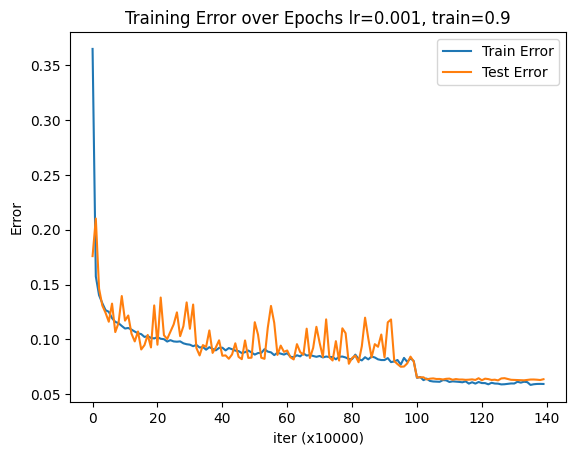 Training Error over Epochs lr=0.001, train=0.9
Train Error
Test Error
0.35
0.30
0.25
0.20
0.15
0.10
0.05
Error
0 20 40 60 80 100 120 140
iter (x10000)